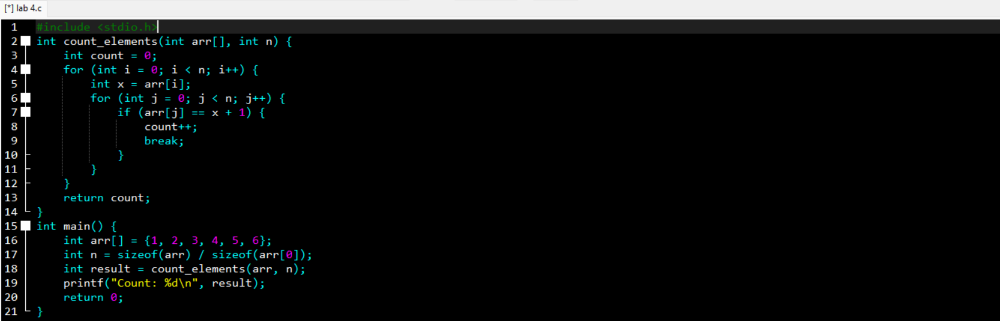 [*] lab 4.c
1 #include <stdio.h>
2 int count_elements(int arr[], int n) {
3     int count = 0;
4     for (int i = 0; i < n; i++) {
5         int x = arr[i];
6         for (int j = 0; j < n; j++) {
7             if (arr[j] == x + 1) {
8                 count++;
9                 break;
10             }
11         }
12     }
13     return count;
14 }
15 int main() {
16     int arr[] = {1, 2, 3, 4, 5, 6};
17     int n = sizeof(arr) / sizeof(arr[0]);
18     int result = count_elements(arr, n);
19     printf("Count: %d\n", result);
20     return 0;
21 }